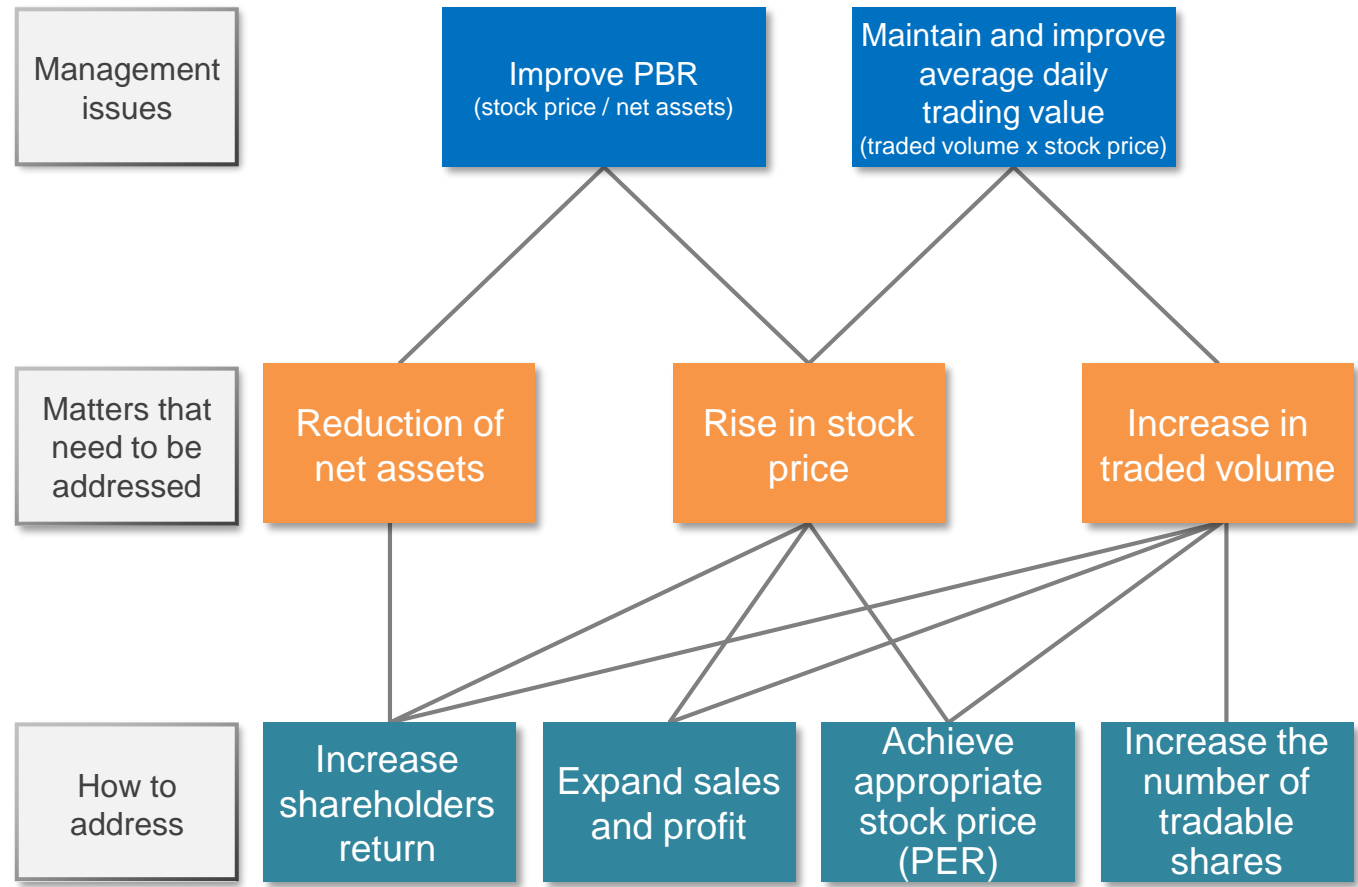 Management
issues
Improve PBR
(stock price / net assets)
Maintain and improve
average daily
trading value
(traded volume x stock price)
Matters that
need to be
addressed
Reduction of
net assets
Rise in stock
price
Increase in
traded volume
How to
address
Increase
shareholders
return
Expand sales
and profit
Achieve
appropriate
stock price
(PER)
Increase the
number of
tradable
shares